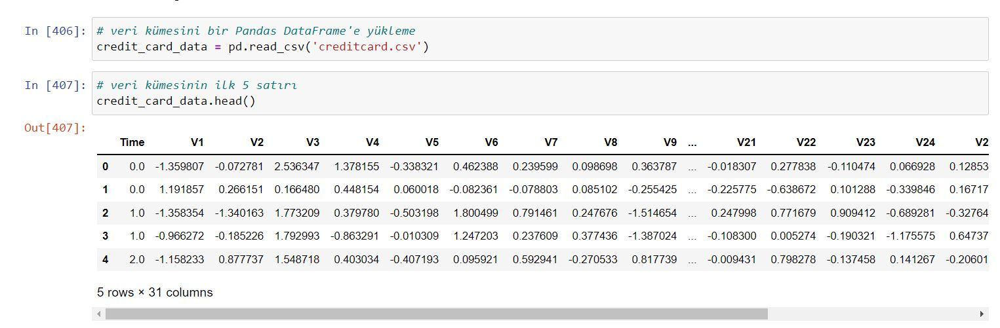 In [406]: # veri kümesini bir Pandas DataFrame'e yükleme
credit_card_data = pd.read_csv('creditcard.csv')
In [407]: # veri kümesinin ilk 5 satırı
credit_card_data.head()
Out[407]:
Time V1 V2 V3 V4 V5 V6 V7 V8 V9 ... V21 V22 V23 V24 V2
0 0.0 -1.359807 -0.072781 2.536347 1.378155 -0.338321 0.462388 0.239599 0.098698 0.363787 ... -0.018307 0.277838 -0.110474 0.066928 0.12853
1 0.0 1.191857 0.266151 0.166480 0.448154 0.060018 -0.082361 -0.078803 0.085102 -0.255425 ... -0.225775 -0.638672 0.101288 -0.339846 0.16717
2 1.0 -1.358354 -1.340163 1.773209 0.379780 -0.503198 1.800499 0.791461 0.247676 -1.514654 ... 0.247998 0.771679 0.909412 -0.689281 -0.32764
3 1.0 -0.966272 -0.185226 1.792993 -0.863291 -0.010309 1.247203 0.237609 0.377436 -1.387024 ... -0.108300 0.005274 -0.190321 -1.175575 0.64737
4 2.0 -1.158233 0.877737 1.548718 0.403034 -0.407193 0.095921 0.592941 -0.270533 0.817739 ... -0.009431 0.798278 -0.137458 0.141267 -0.20601
5 rows × 31 columns